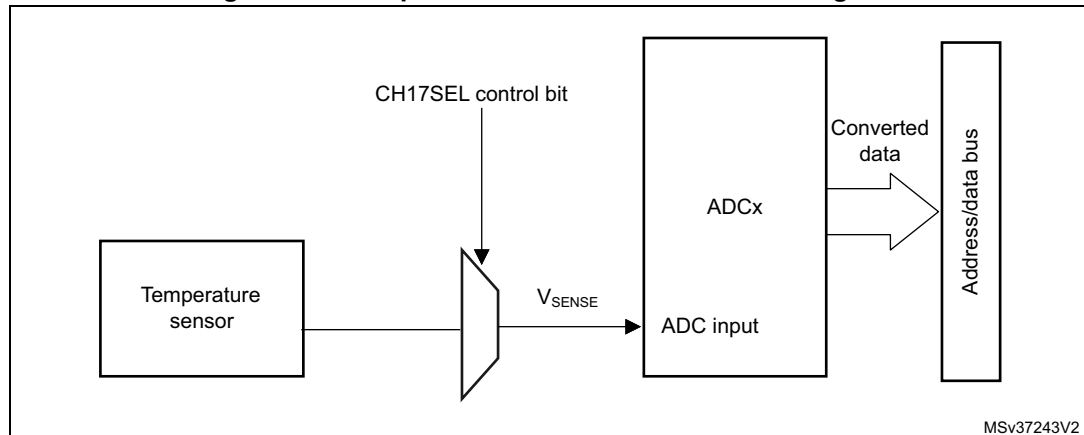 CH17SEL control bit
Converted
data
ADCx
Address/data bus
Temperature
sensor
VSENSE
ADC input
MSv37243V2